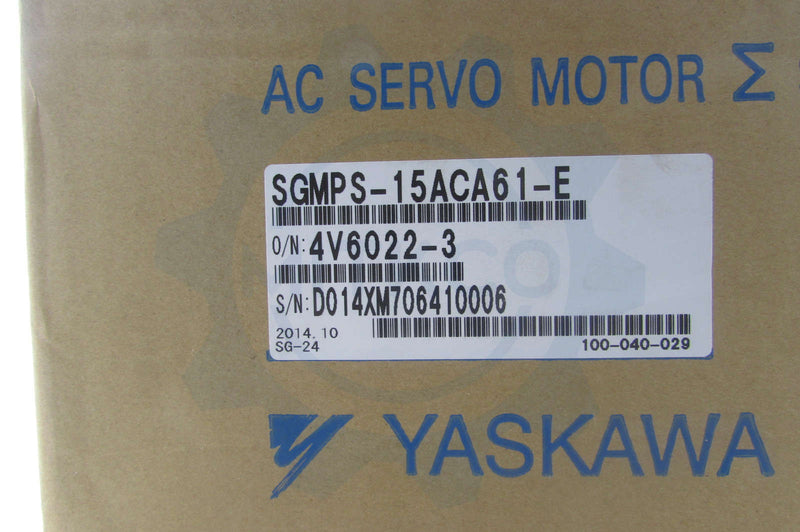 AC SERVO MOTOR Σ
SGMPS-15ACA61-E
O/N: 4V6022-3
S/N: D014XM706410006
2014.10
SG-24
100-040-029
YASKAWA